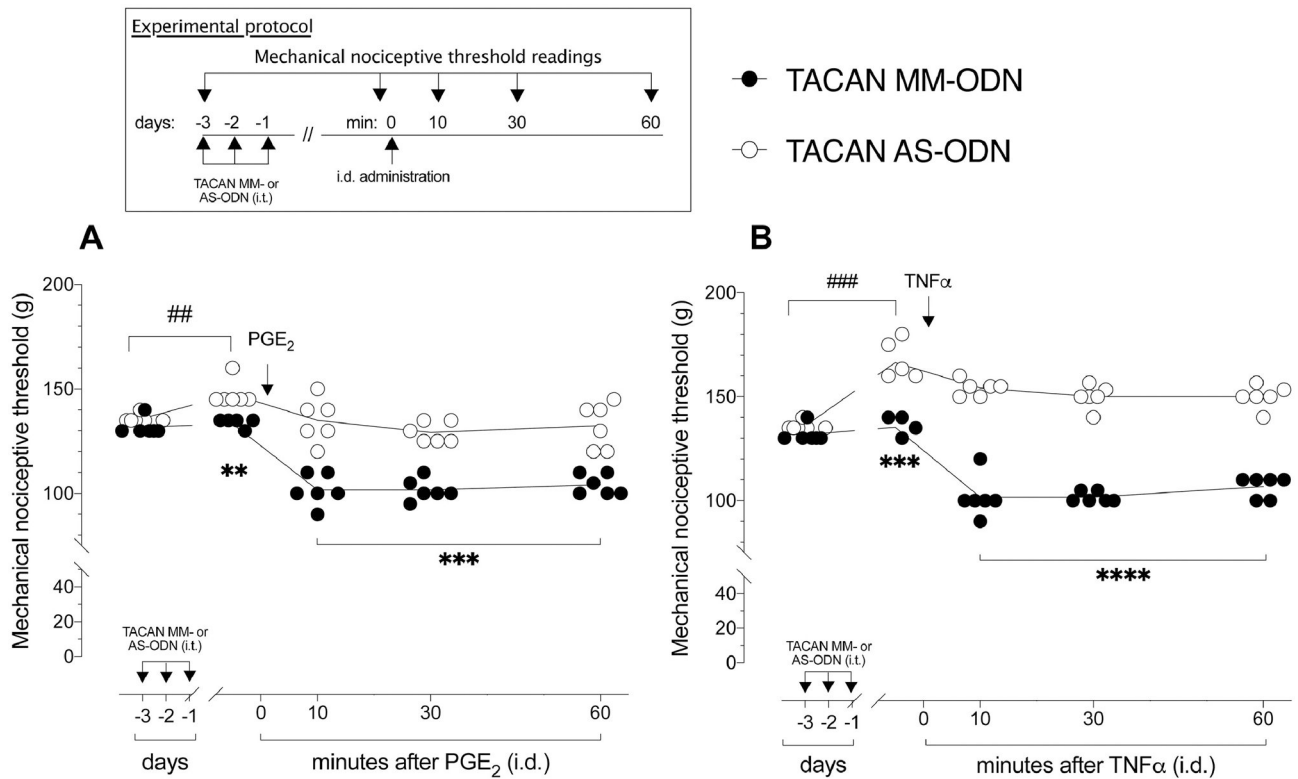 Experimental protocol
Mechanical nociceptive threshold readings
days: -3 -2 -1 // min: 0 10 30 60
TACAN MM- or
AS-ODN (i.t.)
i.d. administration
TACAN MM-ODN
TACAN AS-ODN
A
Mechanical nociceptive threshold (g)
200
150
100
40
20
0
##
PGE2
**
***
TACAN MM- or
AS-ODN (i.t.)
-3 -2 -1 0 10 30 60
days
minutes after PGE2 (i.d.)
B
Mechanical nociceptive threshold (g)
200
150
100
40
20
0
###
TNFα
***
****
TACAN MM- or
AS-ODN (i.t.)
-3 -2 -1 0 10 30 60
days
minutes after TNFα (i.d.)